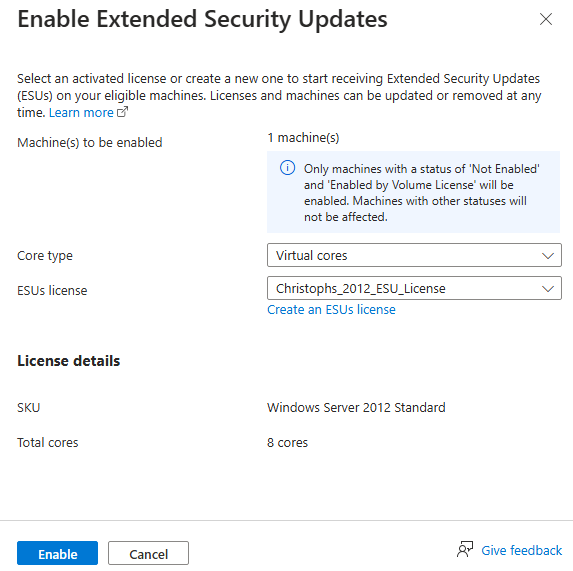 Enable Extended Security Updates
Select an activated license or create a new one to start receiving Extended Security Updates
(ESUs) on your eligible machines. Licenses and machines can be updated or removed at any
time. Learn more
Machine(s) to be enabled
1 machine(s)
Only machines with a status of 'Not Enabled'
and 'Enabled by Volume License' will be
enabled. Machines with other statuses will
not be affected.
Core type
Virtual cores
ESUs license
Christophs_2012_ESU_License
Create an ESUs license
License details
SKU
Windows Server 2012 Standard
Total cores
8 cores
Enable
Cancel
Give feedback